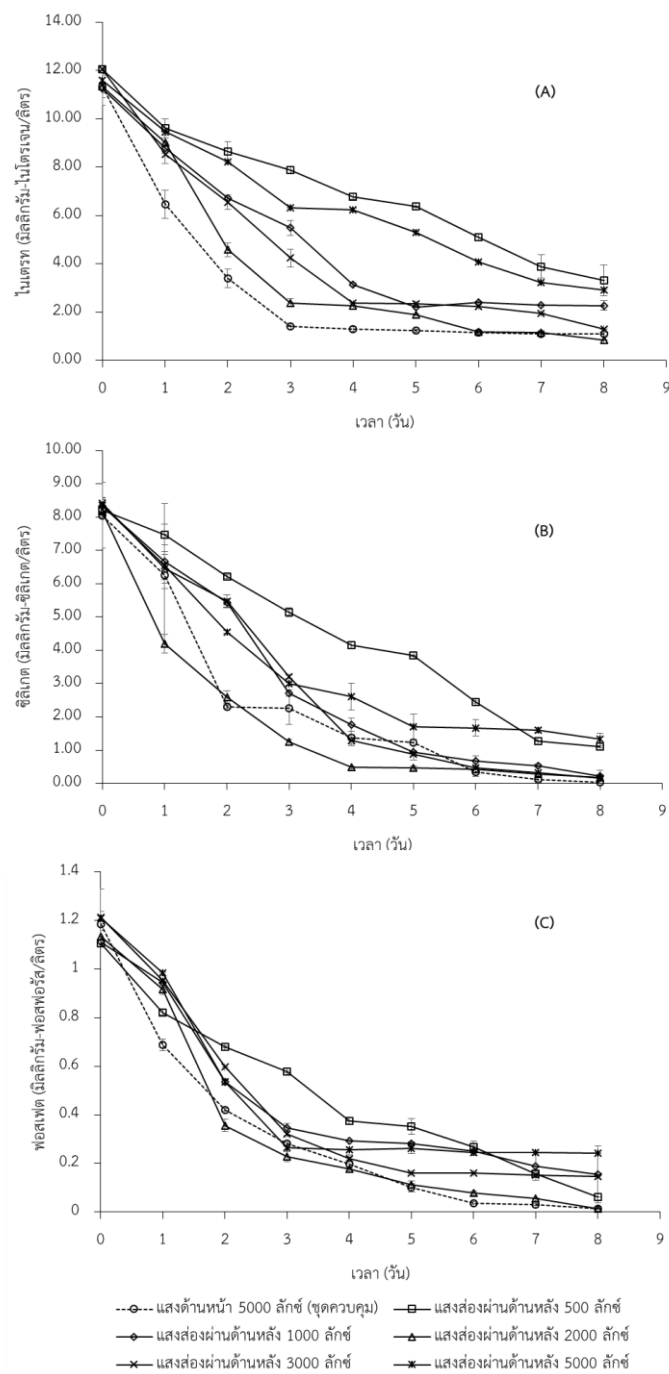 14.00
12.00
10.00
8.00
6.00
4.00
2.00
0.00
ไนเตรท (มิลลิกรัม-ไนโตรเจน/ลิตร)
(A)
0 1 2 3 4 5 6 7 8 9
เวลา (วัน)
10.00
9.00
8.00
7.00
6.00
5.00
4.00
3.00
2.00
1.00
0.00
ซิลิเกต (มิลลิกรัม-ซิลิเกต/ลิตร)
(B)
0 1 2 3 4 5 6 7 8 9
เวลา (วัน)
1.4
1.2
1
0.8
0.6
0.4
0.2
0
ฟอสเฟต (มิลลิกรัม-ฟอสฟอรัส/ลิตร)
(C)
0 1 2 3 4 5 6 7 8 9
เวลา (วัน)
แสงด้านหน้า 5000 ลักซ์ (ชุดควบคุม) แสงส่องผ่านด้านหลัง 500 ลักซ์
แสงส่องผ่านด้านหลัง 1000 ลักซ์ แสงส่องผ่านด้านหลัง 2000 ลักซ์
แสงส่องผ่านด้านหลัง 3000 ลักซ์ แสงส่องผ่านด้านหลัง 5000 ลักซ์